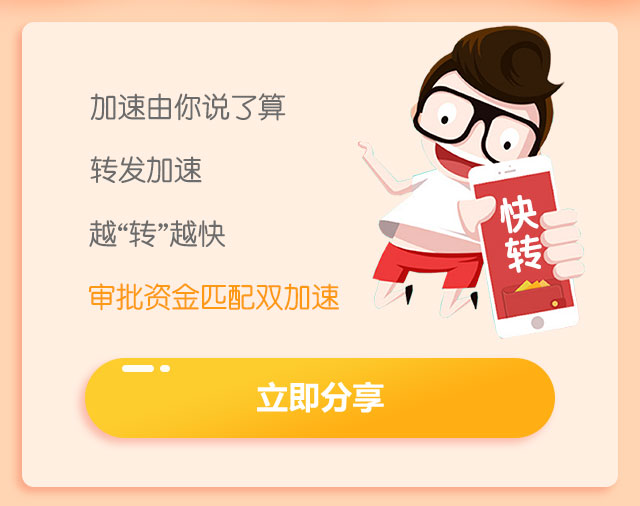 加速由你说了算
转发加速
越“转”越快
审批资金匹配双加速
快
转
立即分享